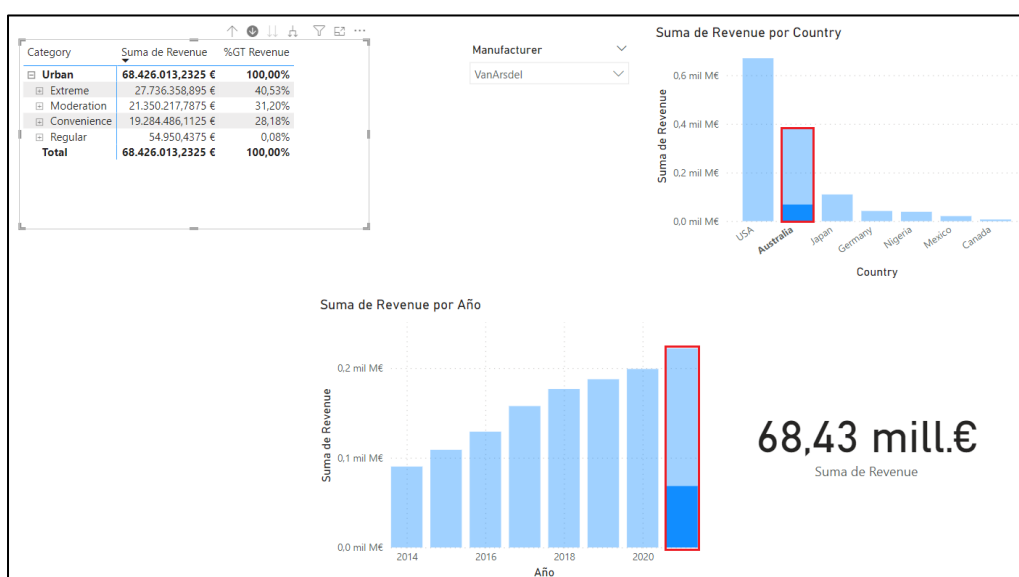 Category Suma de Revenue %GT Revenue
Urban 68.426.013,2325 € 100,00%
Extreme 27.736.358,895 € 40,53%
Moderation 21.350.217,7875 € 31,20%
Convenience 19.284.486,1125 € 28,18%
Regular 54.950,4375 € 0,08%
Total 68.426.013,2325 € 100,00%
Manufacturer
VanArsdel
Suma de Revenue por Country
Suma de Revenue
0,6 mil M€
0,4 mil M€
0,2 mil M€
0,0 mil M€
USA Australia Japan Germany Nigeria Mexico Canada
Country
Suma de Revenue por Año
Suma de Revenue
0,2 mil M€
0,1 mil M€
0,0 mil M€
2014 2016 2018 2020
Año
68,43 mill.€
Suma de Revenue